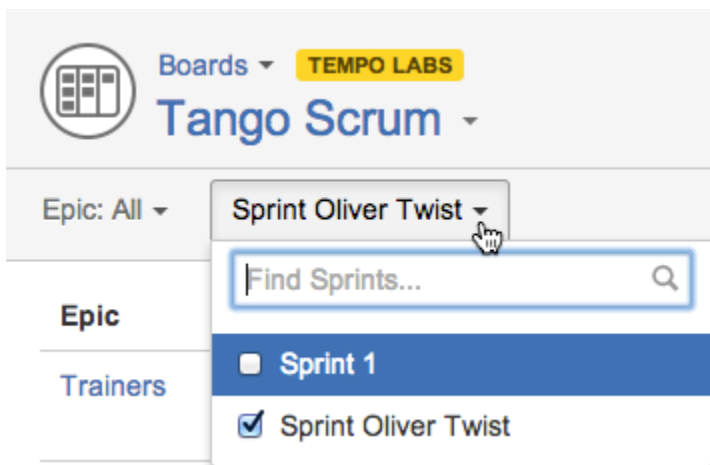 Boards TEMPO LABS
Tango Scrum
Epic: All Sprint Oliver Twist
Find Sprints...
Epic
Sprint 1
Trainers
Sprint Oliver Twist